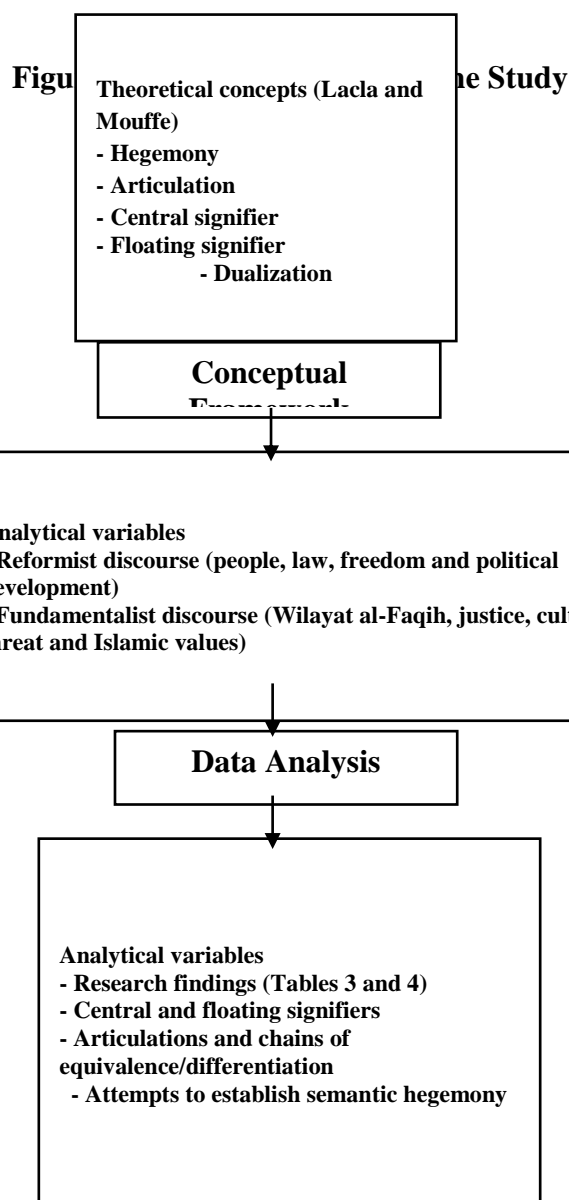 Figu ne Study
Theoretical concepts (Lacla and
Mouffe)
- Hegemony
- Articulation
- Central signifier
- Floating signifier
- Dualization
Conceptual
Framework
nalytical variables
Reformist discourse (people, law, freedom and political
evelopment)
Fundamentalist discourse (Wilayat al-Faqih, justice, cult
reat and Islamic values)
Data Analysis
Analytical variables
- Research findings (Tables 3 and 4)
- Central and floating signifiers
- Articulations and chains of
equivalence/differentiation
- Attempts to establish semantic hegemony